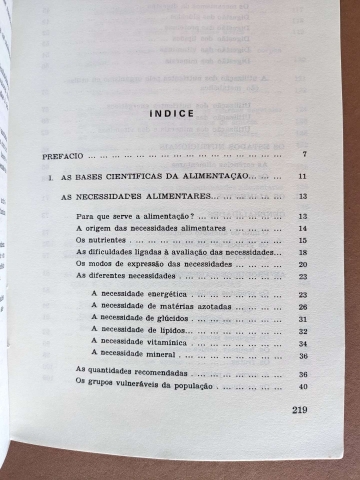 ÍNDICE
PREFACIO ... ... ... ... ... ... ... ... ... ... ... ... ... 7
I. AS BASES CIENTIFICAS DA ALIMENTAÇÃO... ... ... 11
AS NECESSIDADES ALIMENTARES... ... ... ... ... ... 13
Para que serve a alimentação? ... ... ... ... ... ... 13
A origem das necessidades alimentares . ... ... ... 14
Os nutrientes . ... ... ... ... ... ... ... ... ... ... 15
As dificuldades ligadas à avaliação das necessidades... 18
Os modos de expressão das necessidades ... ... ... 20
As diferentes necessidades . ... ... ... ... ... ... ... 23
A necessidade energética ... ... ... ... ... ... ... 23
A necessidade de matérias azotadas ... ... ... ... 26
A necessidade de glúcidos ... ... ... ... ... ... ... 31
A necessidade de lípidos... ... ... ... ... ... ... 32
A necessidade vitamínica ... ... ... ... ... ... ... 34
A necessidade mineral . ... ... ... ... ... ... ... 36
As quantidades recomendadas . ... ... ... ... ... ... 36
Os grupos vulneráveis da população . ... ... ... ... 40
219